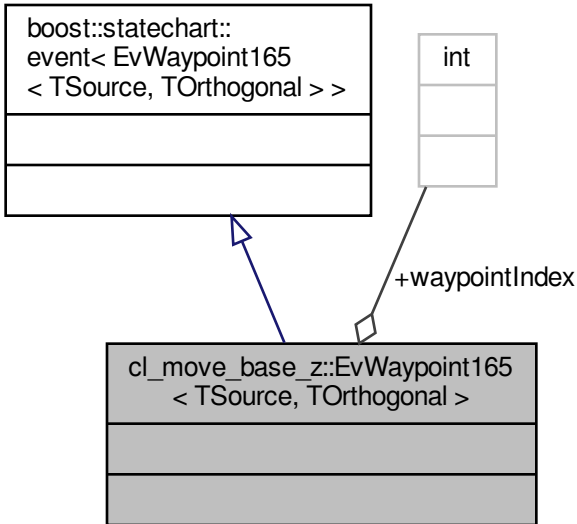 boost::statechart::
event< EvWaypoint165
< TSource, TOrthogonal > >
int
+waypointIndex
cl_move_base_z::EvWaypoint165
< TSource, TOrthogonal >